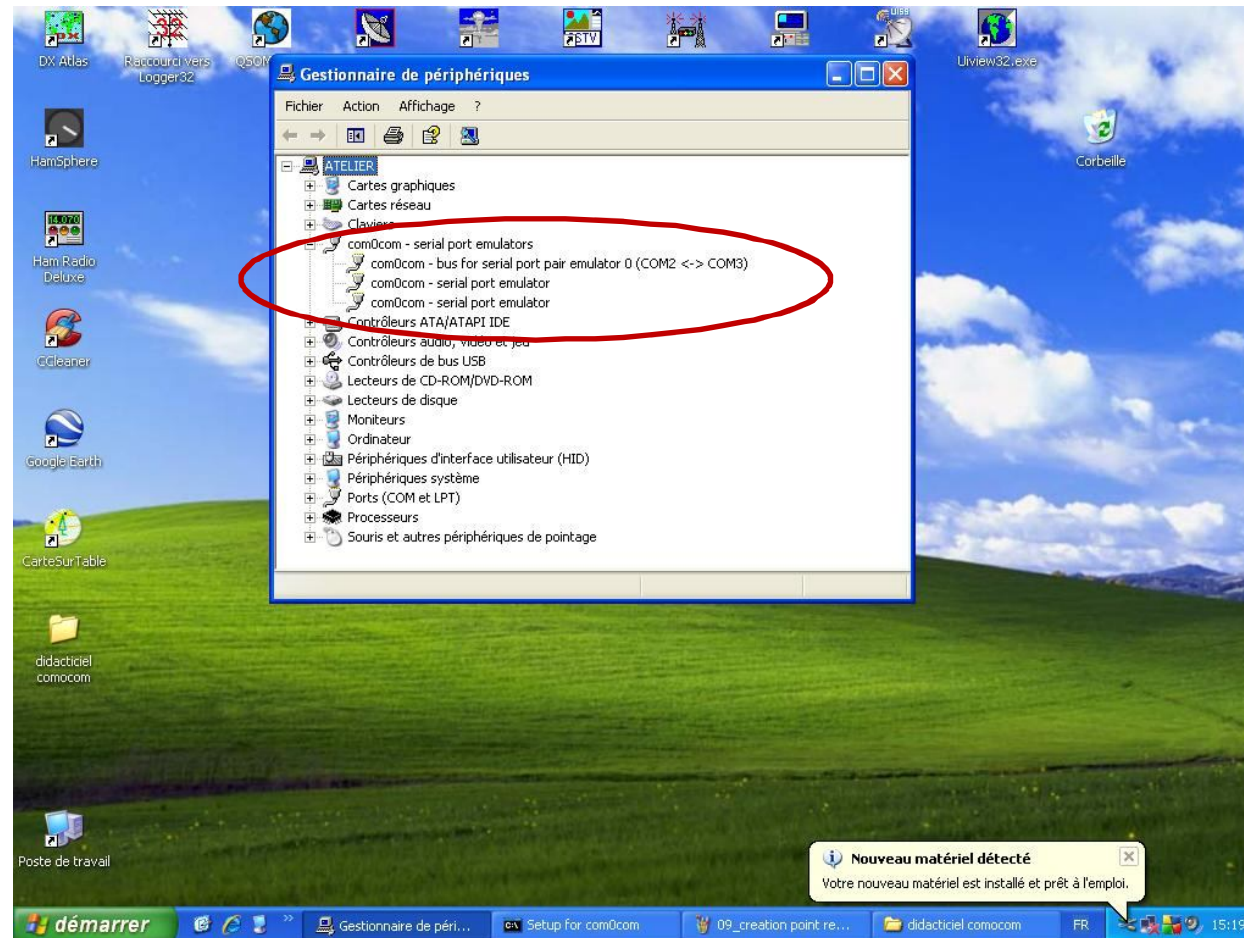 DX Atlas
Raccourci vers
Logger32
QSOM
SSTV
UISS
Uiview32.exe
Gestionnaire de périphériques
Fichier Action Affichage ?
HamSphere
Corbeille
ATELIER
Cartes graphiques
Cartes réseau
Claviers
com0com - serial port emulators
com0com - bus for serial port pair emulator 0 (COM2 <-> COM3)
com0com - serial port emulator
com0com - serial port emulator
Contrôleurs ATA/ATAPI IDE
Contrôleurs audio, vidéo et jeu
Contrôleurs de bus USB
Lecteurs de CD-ROM/DVD-ROM
Lecteurs de disque
Moniteurs
Ordinateur
Périphériques d'interface utilisateur (HID)
Périphériques système
Ports (COM et LPT)
Processeurs
Souris et autres périphériques de pointage
14.070
Ham Radio
Deluxe
CCleaner
Google Earth
CarteSurTable
didacticiel
comocom
Poste de travail
Nouveau matériel détecté
Votre nouveau matériel est installé et prêt à l'emploi.
démarrer
Gestionnaire de péri...
Setup for com0com
09_creation point re...
didacticiel comocom
FR
15:19